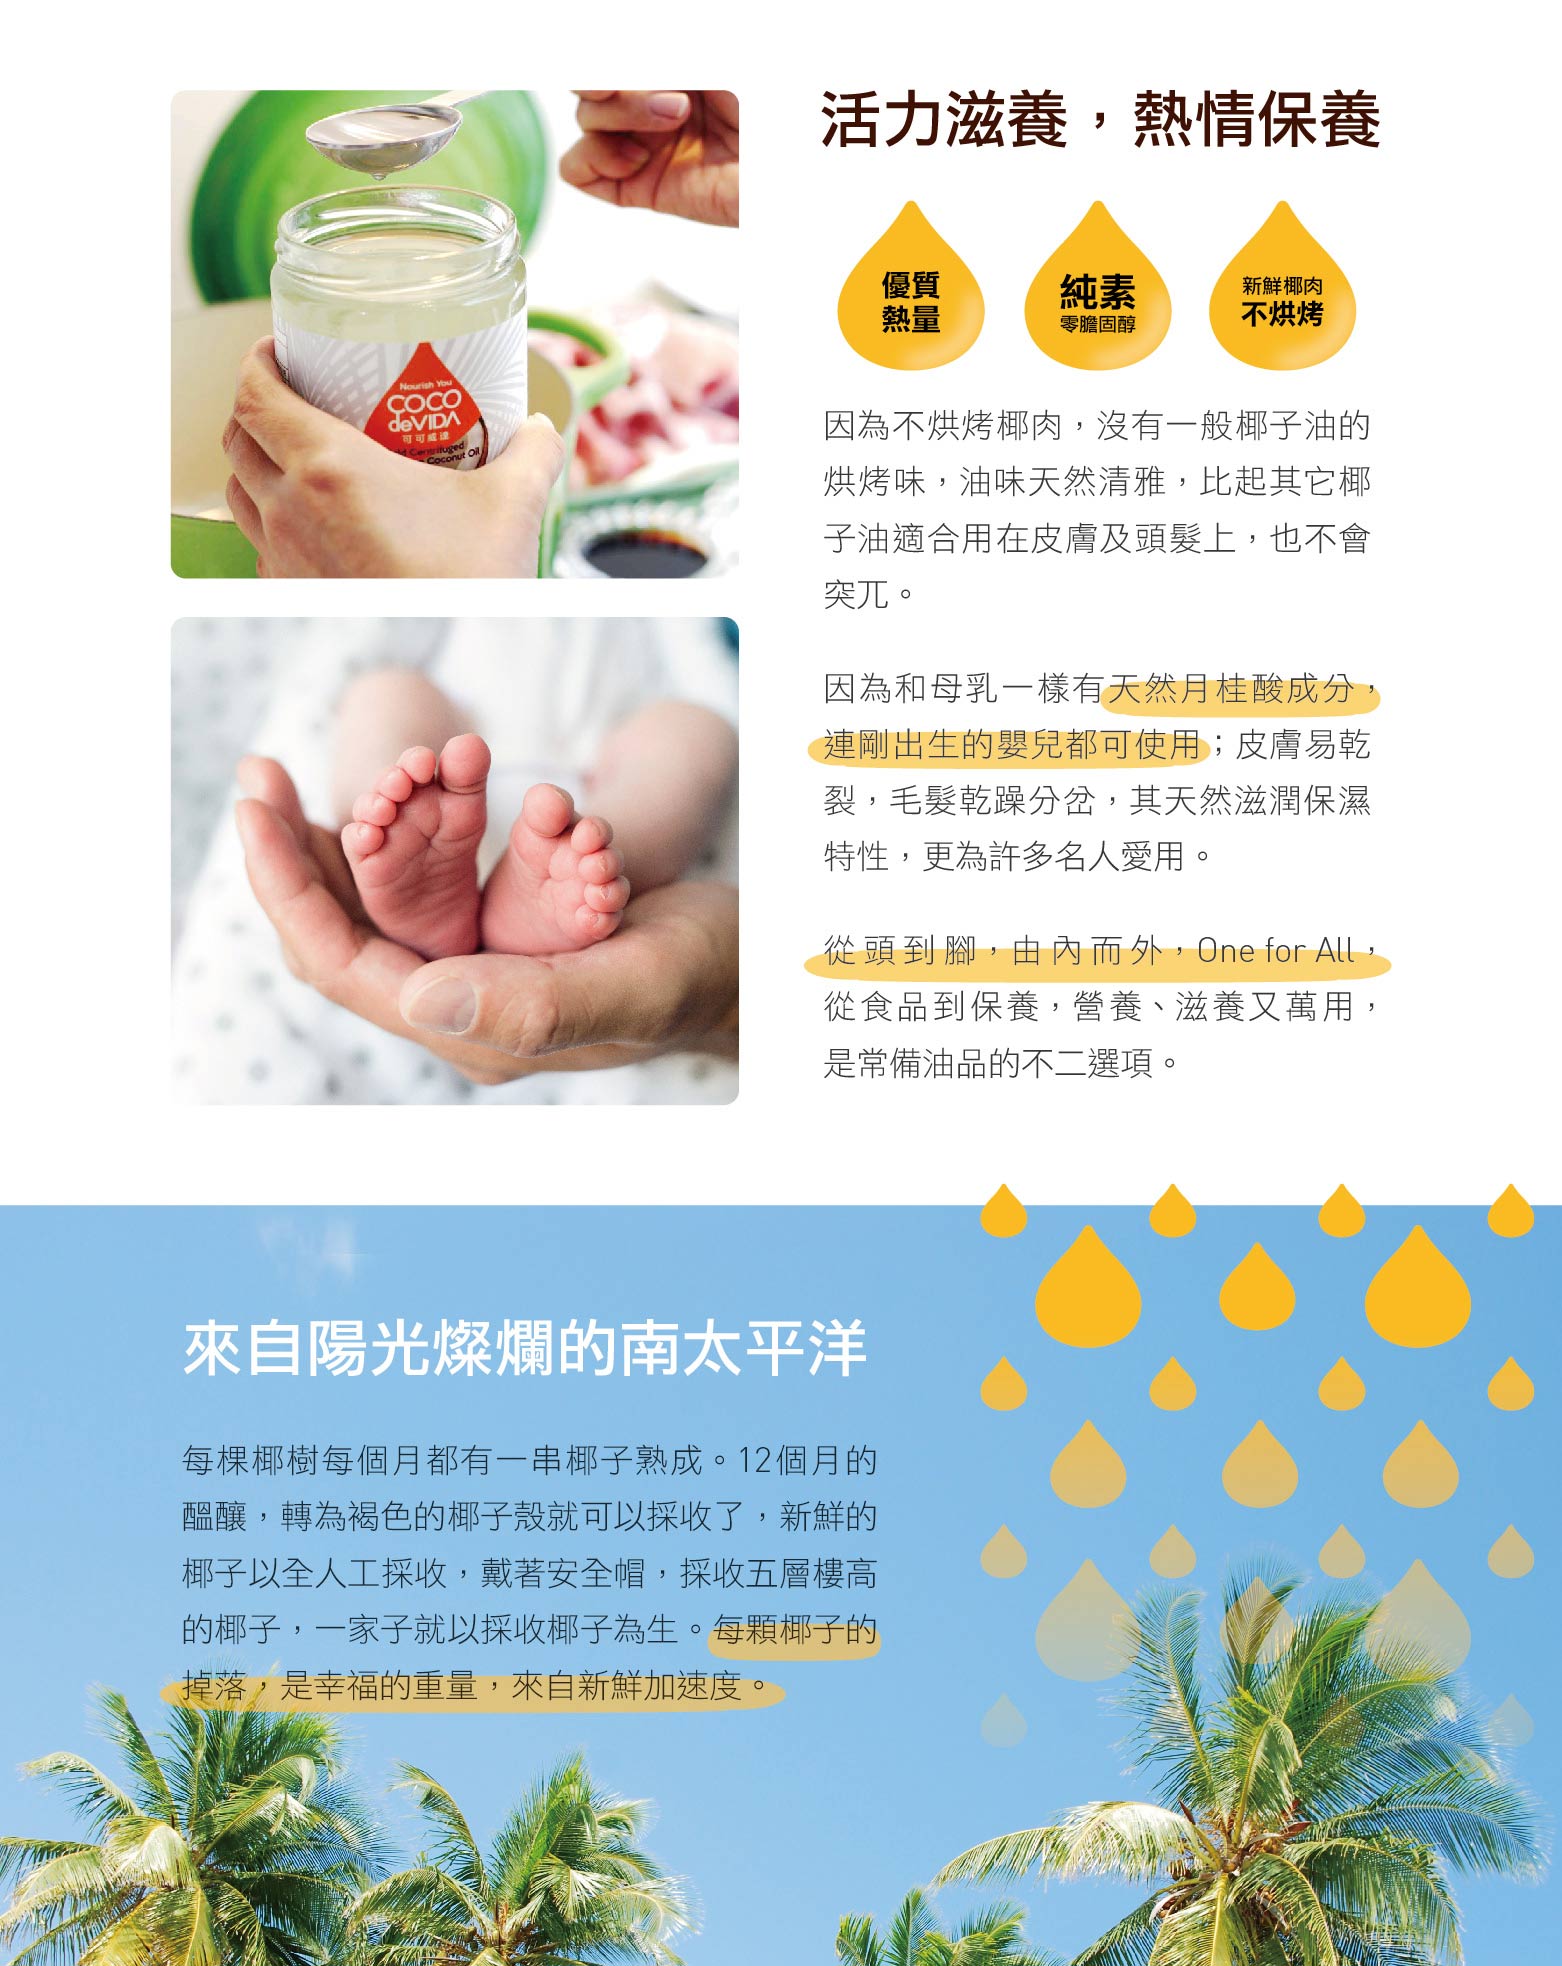 活力滋養，熱情保養
優質
熱量
純素
零膽固醇
新鮮椰肉
不烘烤
Nourish You
COCO
deVIDA
可可威達
Centrifuged
Coconut Oil
因為不烘烤椰肉，沒有一般椰子油的
烘烤味，油味天然清雅，比起其它椰
子油適合用在皮膚及頭髮上，也不會
突兀。
因為和母乳一樣有天然月桂酸成分，
連剛出生的嬰兒都可使用；皮膚易乾
裂，毛髮乾躁分岔，其天然滋潤保濕
特性，更為許多名人愛用。
從頭到腳，由內而外，One for All，
從食品到保養，營養、滋養又萬用，
是常備油品的不二選項。
來自陽光燦爛的南太平洋
每棵椰樹每個月都有一串椰子熟成。12個月的
醞釀，轉為褐色的椰子殼就可以採收了，新鮮的
椰子以全人工採收，戴著安全帽，採收五層樓高
的椰子，一家子就以採收椰子為生。每顆椰子的
掉落，是幸福的重量，來自新鮮加速度。